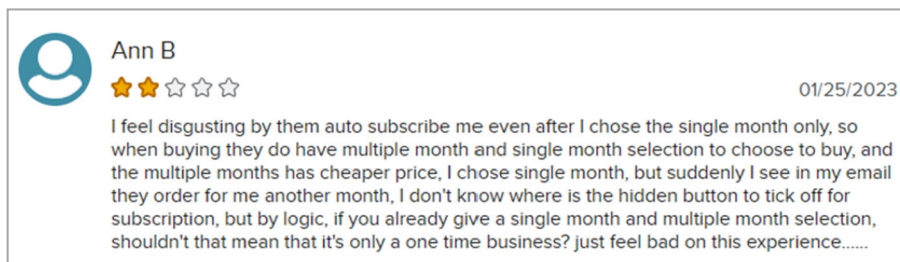 Ann B
01/25/2023
I feel disgusting by them auto subscribe me even after I chose the single month only, so
when buying they do have multiple month and single month selection to choose to buy, and
the multiple months has cheaper price, I chose single month, but suddenly I see in my email
they order for me another month, I don't know where is the hidden button to tick off for
subscription, but by logic, if you already give a single month and multiple month selection,
shouldn't that mean that it's only a one time business? just feel bad on this experience......